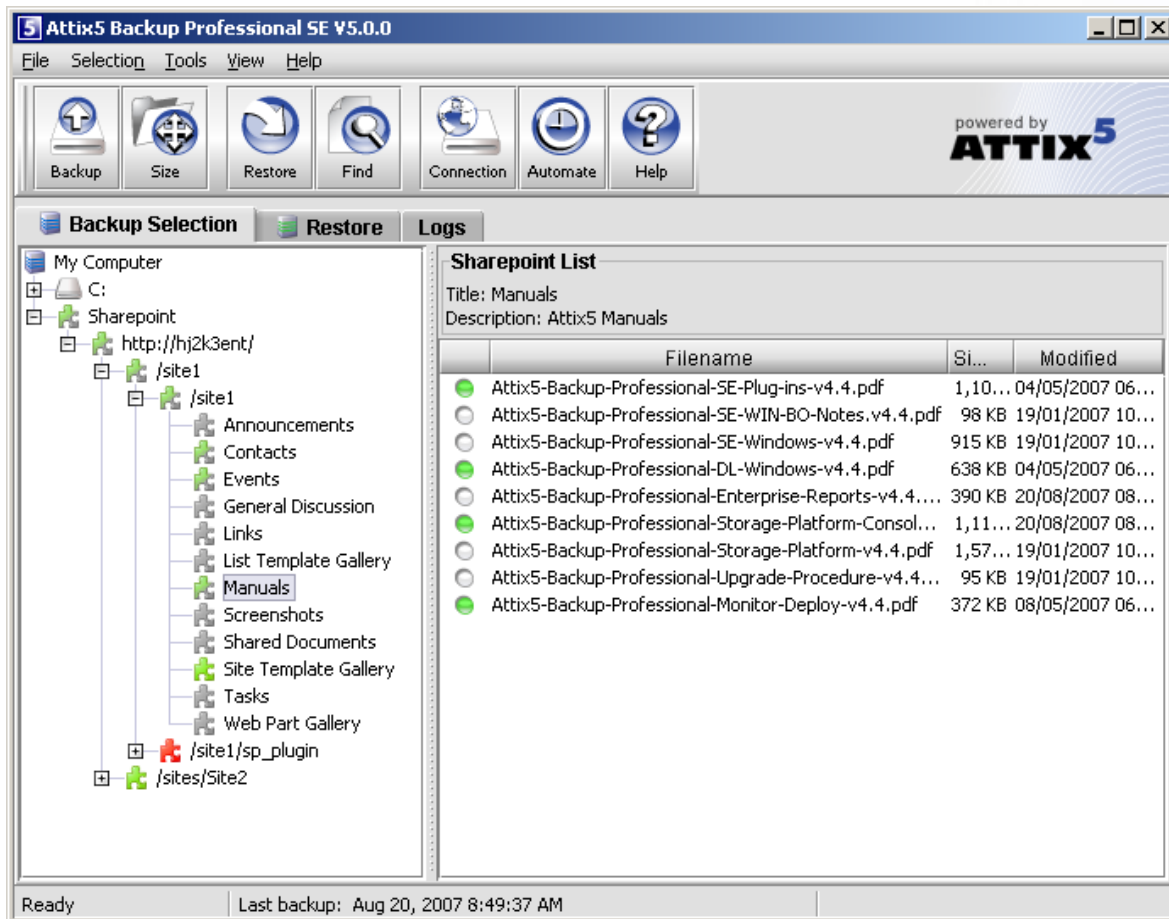 5 Attix5 Backup Professional SE V5.0.0
File Selection Tools View Help
powered by
ATTIX5
Backup Size Restore Find Connection Automate Help
Backup Selection Restore Logs
My Computer
C:
Sharepoint
http://hj2k3ent/
/site1
/site1
Announcements
Contacts
Events
General Discussion
Links
List Template Gallery
Manuals
Screenshots
Shared Documents
Site Template Gallery
Tasks
Web Part Gallery
/site1/sp_plugin
/sites/Site2
Sharepoint List
Title: Manuals
Description: Attix5 Manuals
Filename Si... Modified
Attix5-Backup-Professional-SE-Plug-ins-v4.4.pdf 1,10... 04/05/2007 06...
Attix5-Backup-Professional-SE-WIN-BO-Notes.v4.4.pdf 98 KB 19/01/2007 10...
Attix5-Backup-Professional-SE-Windows-v4.4.pdf 915 KB 19/01/2007 10...
Attix5-Backup-Professional-DL-Windows-v4.4.pdf 638 KB 04/05/2007 06...
Attix5-Backup-Professional-Enterprise-Reports-v4.4.... 390 KB 20/08/2007 08...
Attix5-Backup-Professional-Storage-Platform-Consol... 1,11... 20/08/2007 08...
Attix5-Backup-Professional-Storage-Platform-v4.4.pdf 1,57... 19/01/2007 10...
Attix5-Backup-Professional-Upgrade-Procedure-v4.4... 95 KB 19/01/2007 10...
Attix5-Backup-Professional-Monitor-Deploy-v4.4.pdf 372 KB 08/05/2007 06...
Ready Last backup: Aug 20, 2007 8:49:37 AM